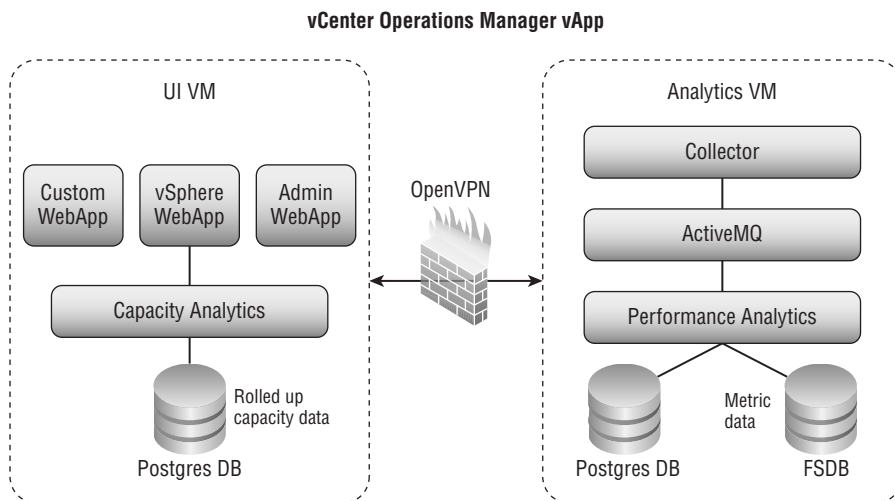 vCenter Operations Manager vApp
UI VM
Custom
WebApp
vSphere
WebApp
Admin
WebApp
Capacity Analytics
Rolled up
capacity data
Postgres DB
OpenVPN
Analytics VM
Collector
ActiveMQ
Performance Analytics
Metric
data
Postgres DB
FSDB